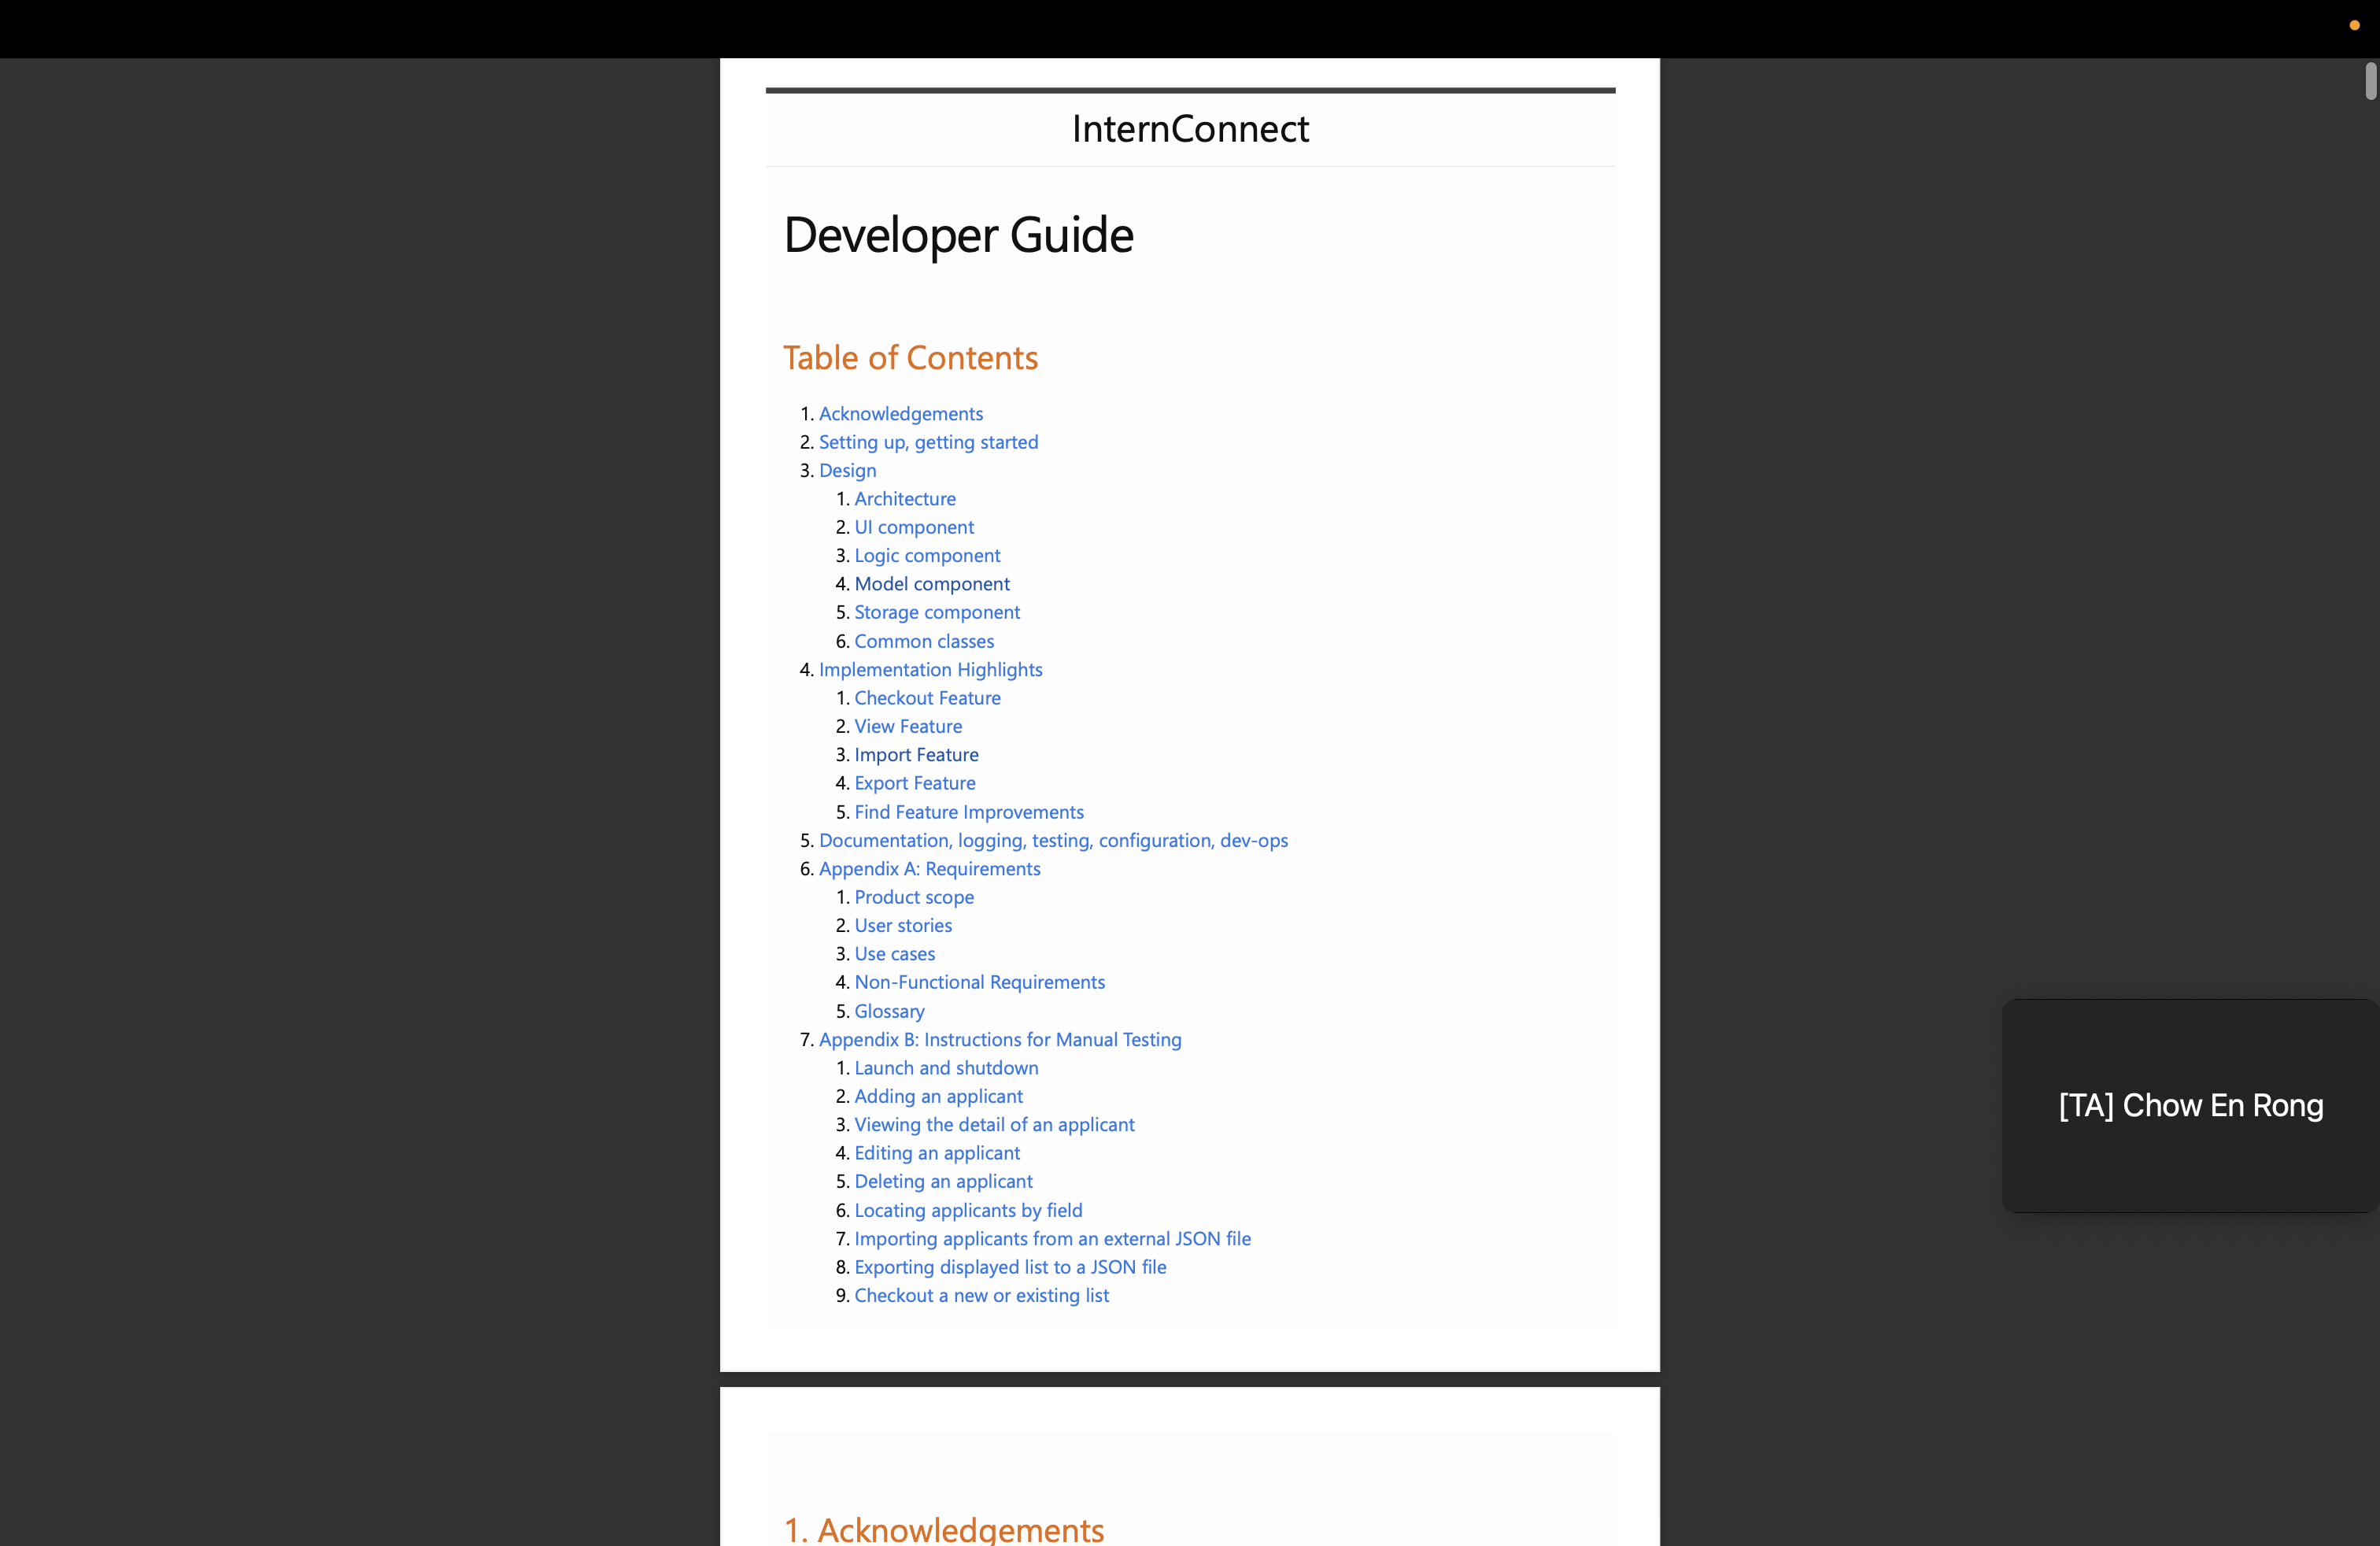 InternConnect
Developer Guide
Table of Contents
1. Acknowledgements
2. Setting up, getting started
3. Design
1. Architecture
2. UI component
3. Logic component
4. Model component
5. Storage component
6. Common classes
4. Implementation Highlights
1. Checkout Feature
2. View Feature
3. Import Feature
4. Export Feature
5. Find Feature Improvements
5. Documentation, logging, testing, configuration, dev-ops
6. Appendix A: Requirements
1. Product scope
2. User stories
3. Use cases
4. Non-Functional Requirements
5. Glossary
7. Appendix B: Instructions for Manual Testing
1. Launch and shutdown
2. Adding an applicant
3. Viewing the detail of an applicant
4. Editing an applicant
5. Deleting an applicant
6. Locating applicants by field
7. Importing applicants from an external JSON file
8. Exporting displayed list to a JSON file
9. Checkout a new or existing list
[TA] Chow En Rong
1. Acknowledgements